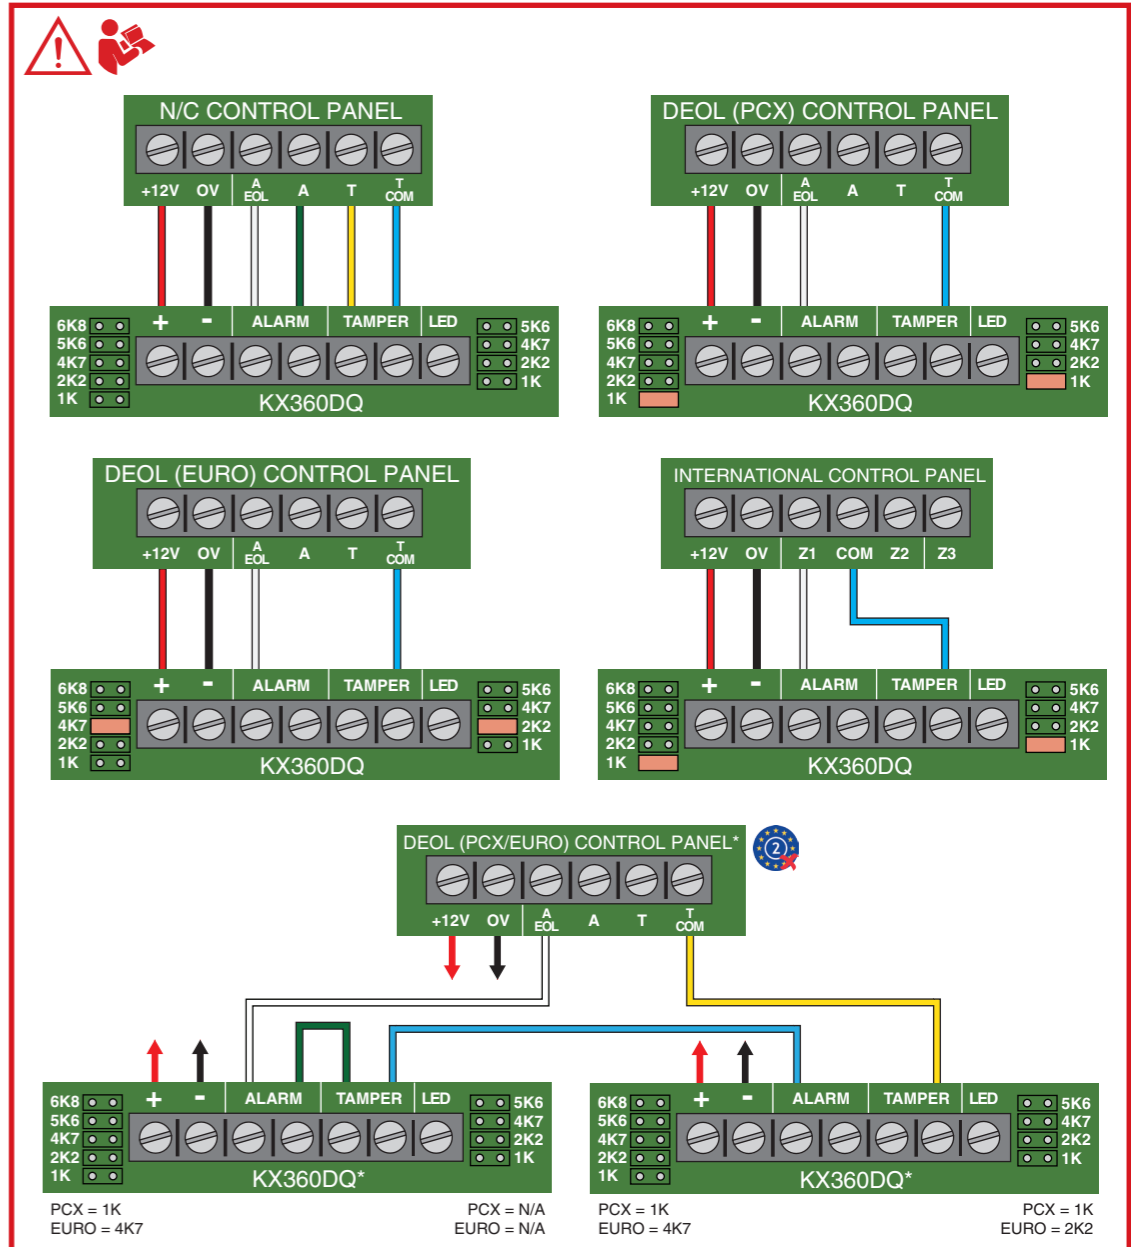 N/C CONTROL PANEL
+12V OV A EOL A T T COM
6K8 + - ALARM TAMPER LED 5K6
5K6 4K7
4K7 2K2
2K2 1K
1K
KX360DQ
DEOL (PCX) CONTROL PANEL
+12V OV A EOL A T T COM
6K8 + - ALARM TAMPER LED 5K6
5K6 4K7
4K7 2K2
2K2 1K
1K
KX360DQ
DEOL (EURO) CONTROL PANEL
+12V OV A EOL A T T COM
6K8 + - ALARM TAMPER LED 5K6
5K6 4K7
4K7 2K2
2K2 1K
1K
KX360DQ
INTERNATIONAL CONTROL PANEL
+12V OV Z1 COM Z2 Z3
6K8 + - ALARM TAMPER LED 5K6
5K6 4K7
4K7 2K2
2K2 1K
1K
KX360DQ
DEOL (PCX/EURO) CONTROL PANEL*
2
+12V OV A EOL A T T COM
6K8 + - ALARM TAMPER LED 5K6
5K6 4K7
4K7 2K2
2K2 1K
1K
KX360DQ*
PCX = 1K PCX = N/A
EURO = 4K7 EURO = N/A
6K8 + - ALARM TAMPER LED 5K6
5K6 4K7
4K7 2K2
2K2 1K
1K
KX360DQ*
PCX = 1K PCX = 1K
EURO = 4K7 EURO = 2K2